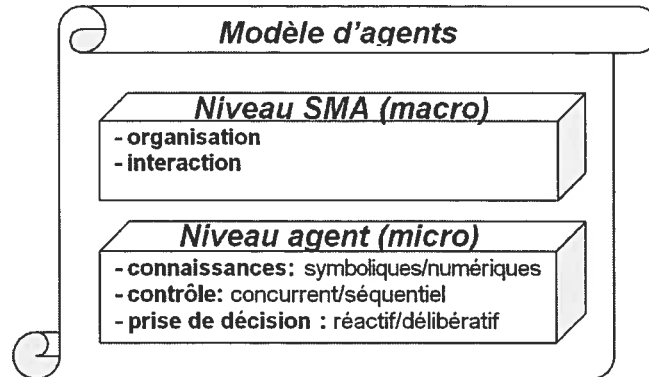 Modèle d'agents
Niveau SMA (macro)
- organisation
- interaction
Niveau agent (micro)
- connaissances: symboliques/numériques
- contrôle: concurrent/séquentiel
- prise de décision : réactif/délibératif